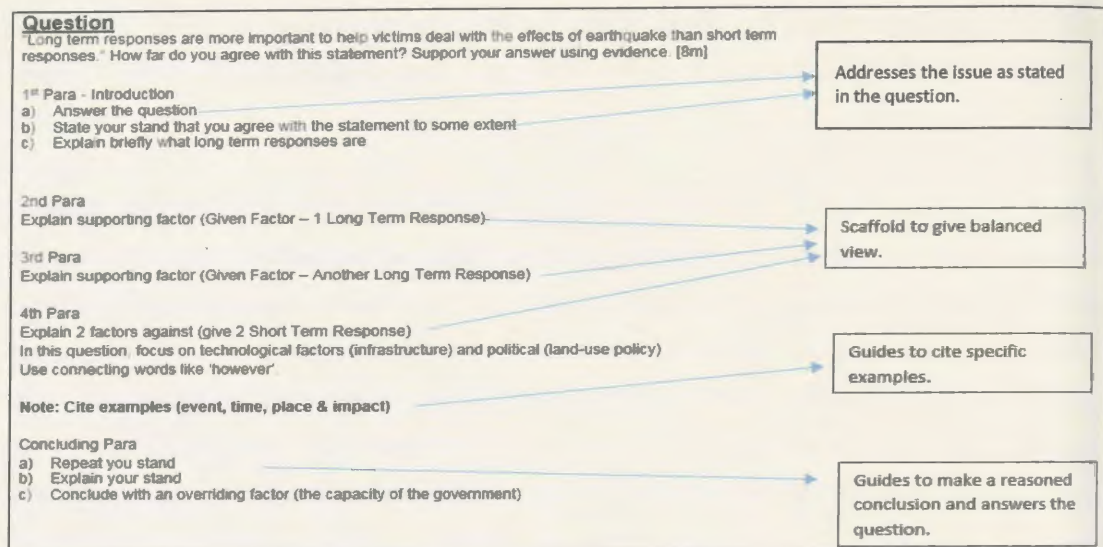 Question
"Long term responses are more important to help victims deal with the effects of earthquake than short term
responses." How far do you agree with this statement? Support your answer using evidence. [8m]
1st Para - Introduction
a) Answer the question
b) State your stand that you agree with the statement to some extent
c) Explain briefly what long term responses are
Addresses the issue as stated
in the question.
2nd Para
Explain supporting factor (Given Factor – 1 Long Term Response)
3rd Para
Explain supporting factor (Given Factor – Another Long Term Response)
Scaffold to give balanced
view.
4th Para
Explain 2 factors against (give 2 Short Term Response)
In this question, focus on technological factors (infrastructure) and political (land-use policy)
Use connecting words like 'however'
Note: Cite examples (event, time, place & impact)
Guides to cite specific
examples.
Concluding Para
a) Repeat you stand
b) Explain your stand
c) Conclude with an overriding factor (the capacity of the government)
Guides to make a reasoned
conclusion and answers the
question.